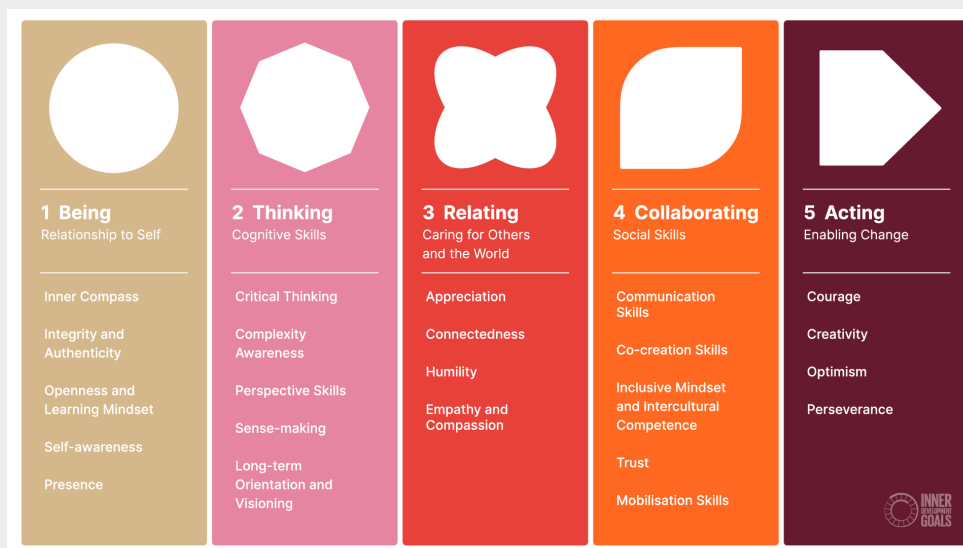 1 Being
Relationship to Self
Inner Compass
Integrity and
Authenticity
Openness and
Learning Mindset
Self-awareness
Presence
2 Thinking
Cognitive Skills
Critical Thinking
Complexity
Awareness
Perspective Skills
Sense-making
Long-term
Orientation and
Visioning
3 Relating
Caring for Others
and the World
Appreciation
Connectedness
Humility
Empathy and
Compassion
4 Collaborating
Social Skills
Communication
Skills
Co-creation Skills
Inclusive Mindset
and Intercultural
Competence
Trust
Mobilisation Skills
5 Acting
Enabling Change
Courage
Creativity
Optimism
Perseverance
INNER
DEVELOPMENT
GOALS